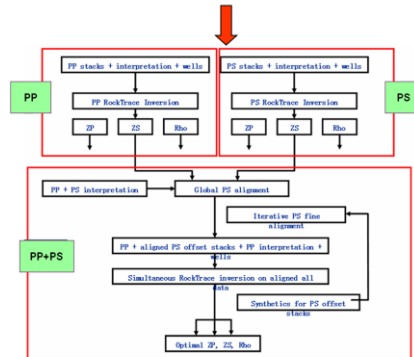 PP stacks + interpretation + wells
PS stacks + interpretation + wells
PP
PS
PP RockTrace Inversion
PS RockTrace Inversion
ZP
ZS
Rho
ZP
ZS
Rho
PP + PS interpretation
Global PS alignment
Iterative PS fine
alignment
PP+PS
PP + aligned PS offset stacks + PP interpretation +
wells
Simultaneous RockTrace inversion on aligned all
data
Synthetics for PS offset
stacks
Optimal ZP, ZS, Rho